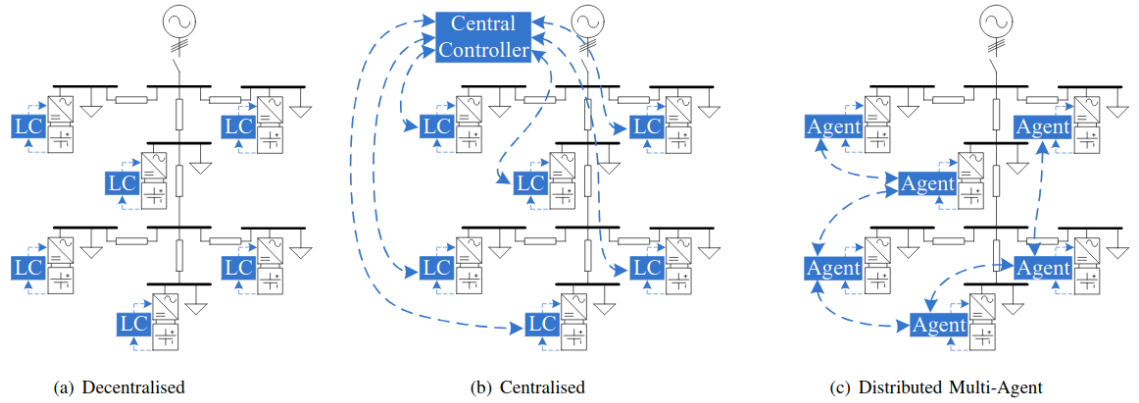 LC
LC
LC
LC
LC
LC
(a) Decentralised
Central
Controller
LC
LC
LC
LC
LC
LC
(b) Centralised
Agent
Agent
Agent
Agent
Agent
Agent
(c) Distributed Multi-Agent